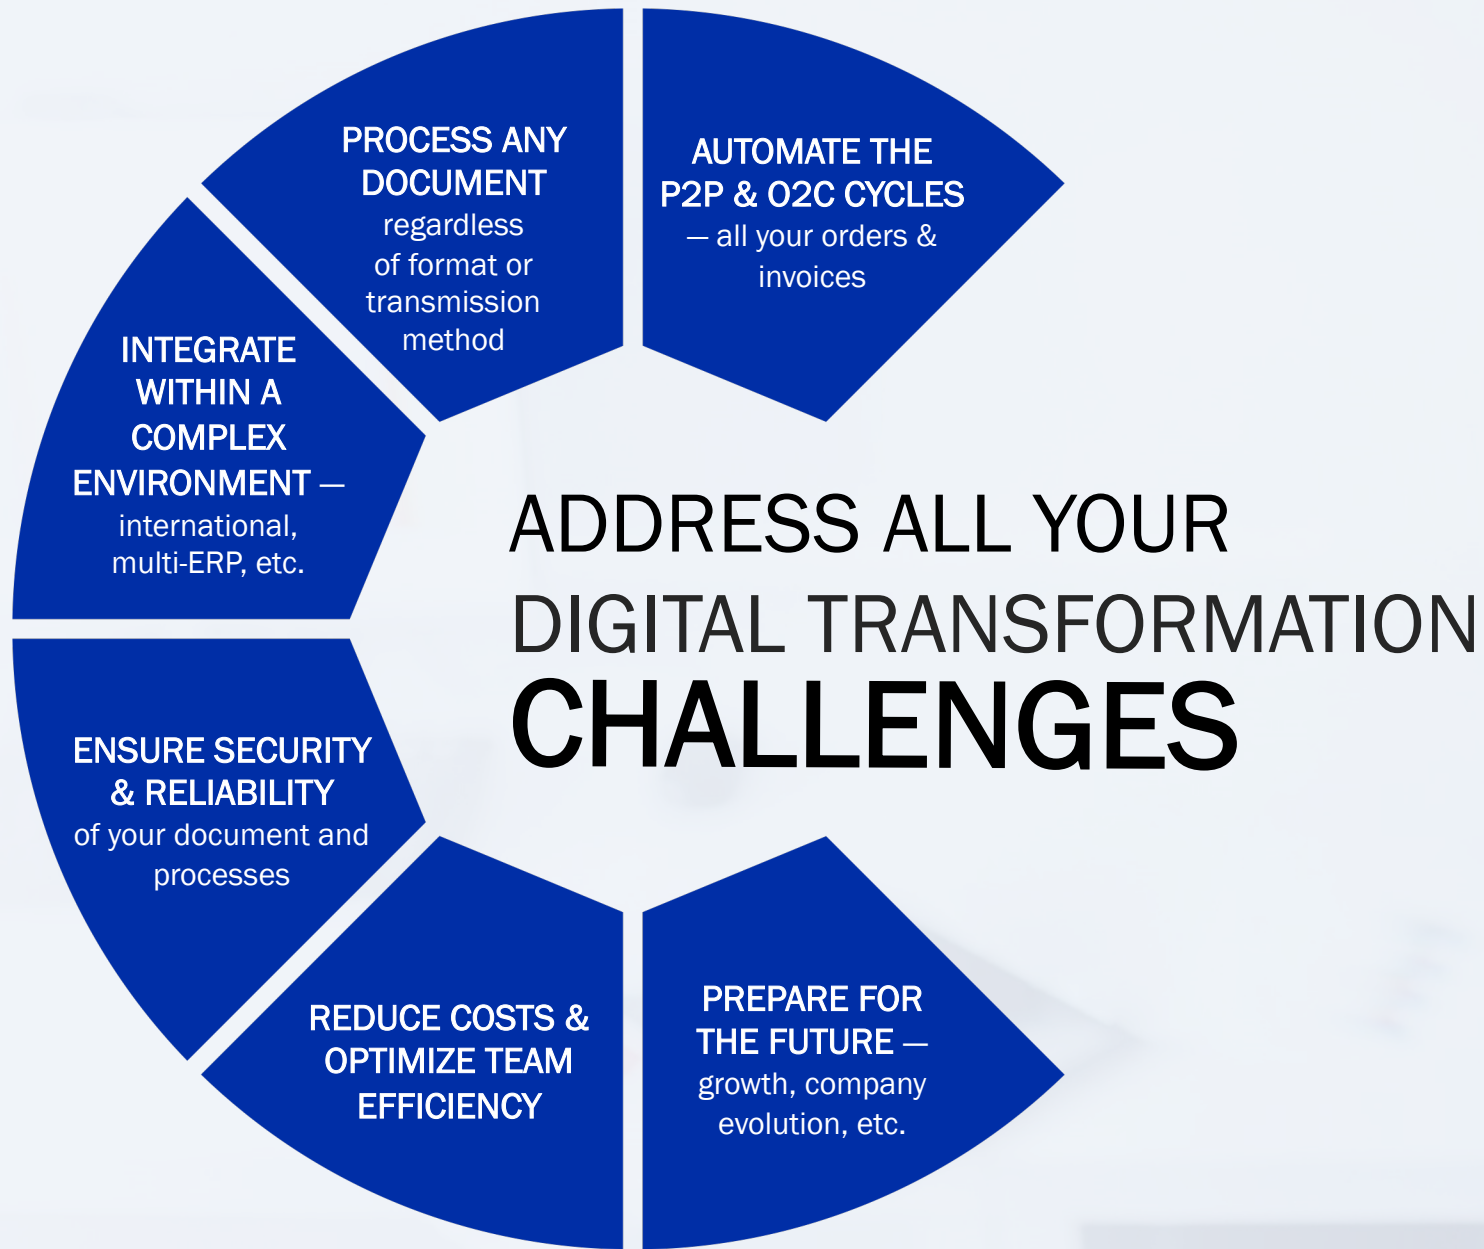 PROCESS ANY
DOCUMENT
regardless
of format or
transmission
method
AUTOMATE THE
P2P & O2C CYCLES
— all your orders &
invoices
INTEGRATE
WITHIN A
COMPLEX
ENVIRONMENT —
international,
multi-ERP, etc.
ADDRESS ALL YOUR
DIGITAL TRANSFORMATION
CHALLENGES
ENSURE SECURITY
& RELIABILITY
of your document and
processes
REDUCE COSTS &
OPTIMIZE TEAM
EFFICIENCY
PREPARE FOR
THE FUTURE —
growth, company
evolution, etc.